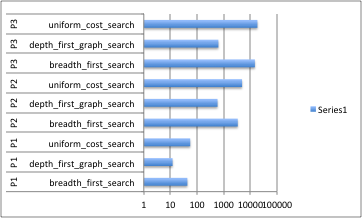 P3 uniform_cost_search
P3 depth_first_graph_search
P3 breadth_first_search
P2 uniform_cost_search
P2 depth_first_graph_search
P2 breadth_first_search
P1 uniform_cost_search
P1 depth_first_graph_search
P1 breadth_first_search
Series1
1 10 100 1000 10000 100000